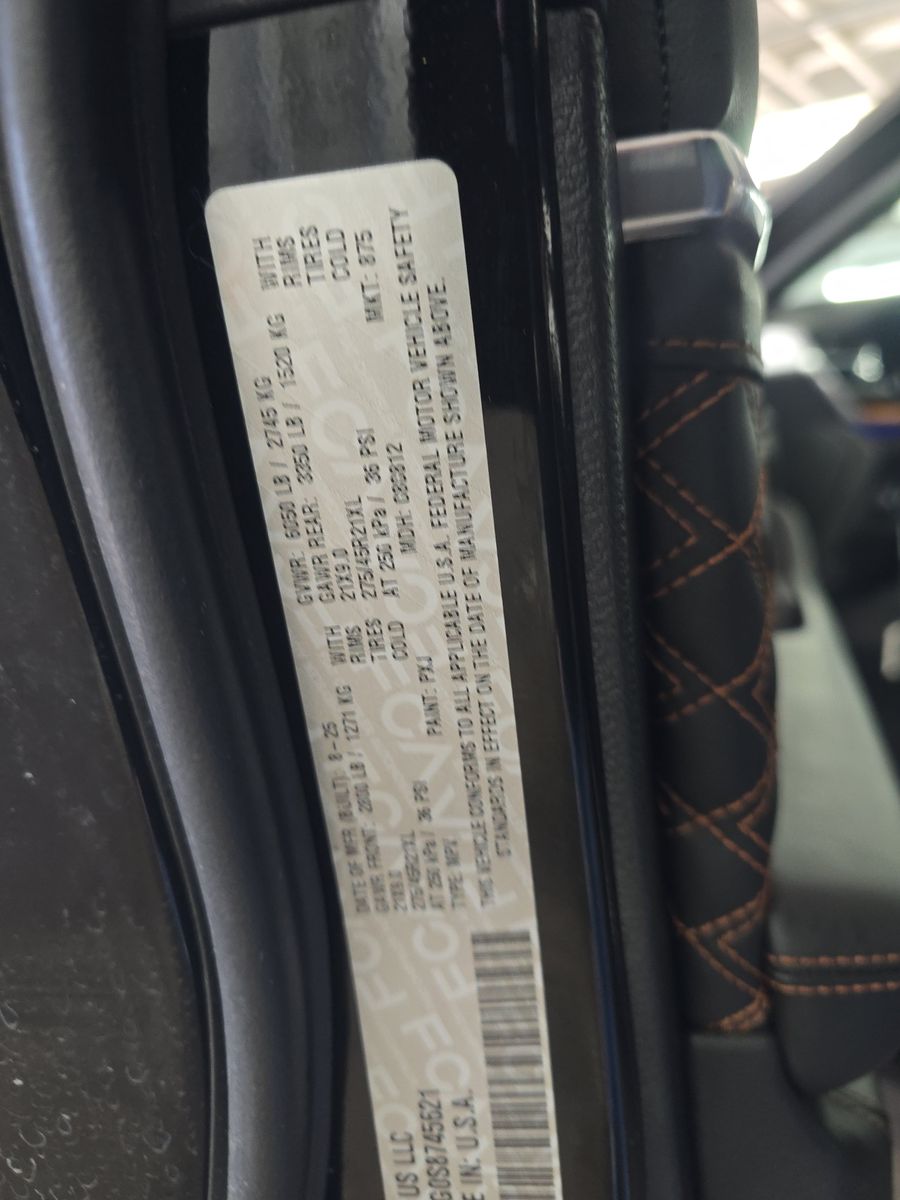 US LLC
G0S8745621
E IN: U.S.A.
DATE OF MFR (BUILT): 8-25 GVWR: 6050 LB / 2745 KG
GAWR FRONT: 2800 LB / 1271 KG WITH GAWR REAR: 3350 LB / 1520 KG WITH
21X9.0 RIMS 21X9.0 RIMS
275/45R21XL TIRES 275/45R21XL TIRES
AT 250 kPa / 36 PSI COLD AT 250 kPa / 36 PSI COLD
TYPE: MPV PAINT: PXJ MDH: MKT: 875
THIS VEHICLE CONFORMS TO ALL APPLICABLE U.S.A. FEDERAL MOTOR VEHICLE SAFETY
STANDARDS IN EFFECT ON THE DATE OF MANUFACTURE SHOWN ABOVE.